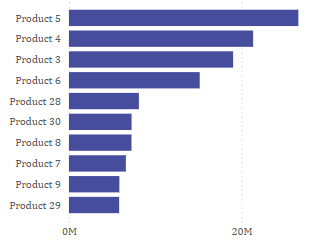 Product 5
Product 4
Product 3
Product 6
Product 28
Product 30
Product 8
Product 7
Product 9
Product 29
0M 20M